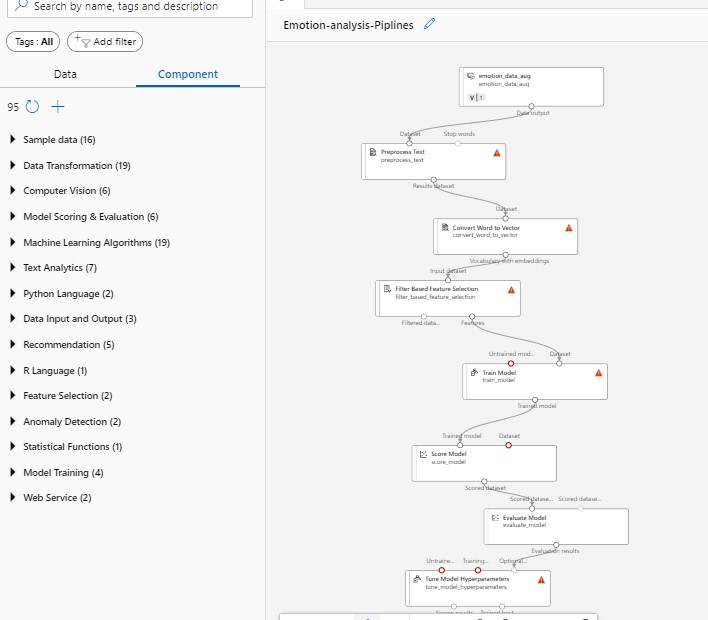 Search by name, tags and description
Tags : All
Add filter
Data
Component
95
Sample data (16)
Data Transformation (19)
Computer Vision (6)
Model Scoring & Evaluation (6)
Machine Learning Algorithms (19)
Text Analytics (7)
Python Language (2)
Data Input and Output (3)
Recommendation (5)
R Language (1)
Feature Selection (2)
Anomaly Detection (2)
Statistical Functions (1)
Model Training (4)
Web Service (2)
Emotion-analysis-Piplines
emotion_data_aug
emotion_data_aug
V 1
Data output
Dataset
Stop words
Preprocess Text
preprocess_text
Results dataset
Dataset
Convert Word to Vector
convert_word_to_vector
Vocabulary with embeddings
Input dataset
Filter Based Feature Selection
filter_based_feature_selection
Filtered data...
Features
Untrained mod...
Dataset
Train Model
train_model
Trained model
Trained model
Dataset
Score Model
score_model
Scored dataset
Scored datase...
Scored datase...
Evaluate Model
evaluate_model
Evaluation results
Untraine...
Training...
Optional...
Tune Model Hyperparameters
tune_model_hyperparameters